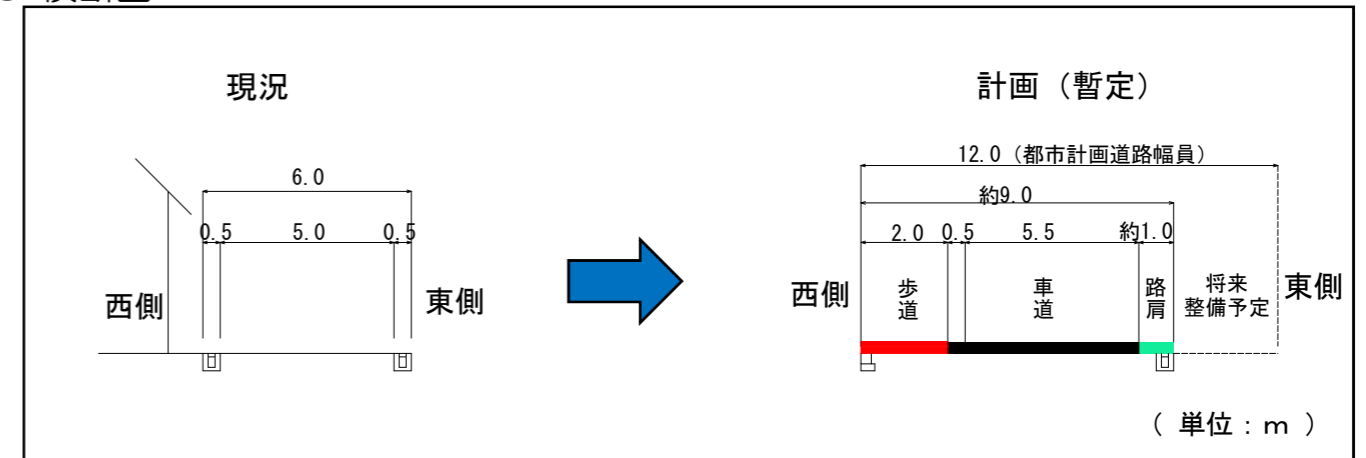 現況
6.0
0.5
5.0
0.5
西側
東側
計画（暫定）
12.0（都市計画道路幅員）
約9.0
2.0
0.5
5.5
約1.0
西側
歩道
車道
路肩
将来
整備予定
東側
（ 単位：ｍ ）